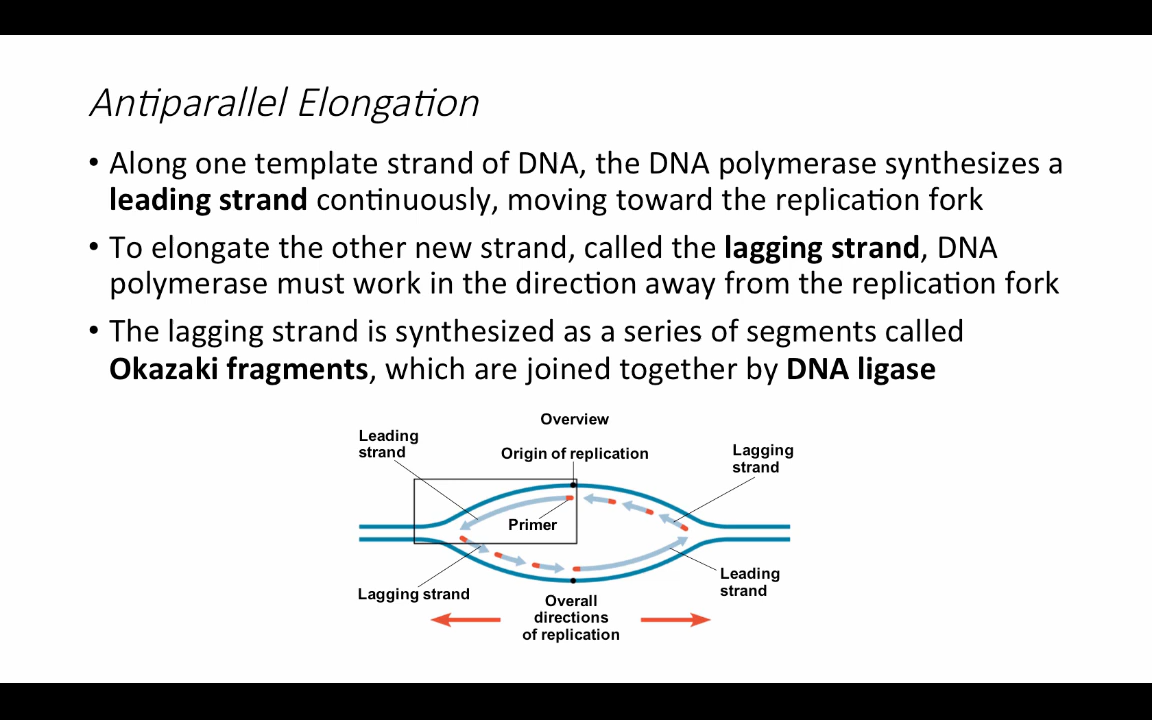 Antiparallel Elongation
• Along one template strand of DNA, the DNA polymerase synthesizes a
leading strand continuously, moving toward the replication fork
• To elongate the other new strand, called the lagging strand, DNA
polymerase must work in the direction away from the replication fork
• The lagging strand is synthesized as a series of segments called
Okazaki fragments, which are joined together by DNA ligase
Overview
Leading
strand
Origin of replication
Lagging
strand
Primer
Lagging strand
Leading
strand
Overall
directions
of replication